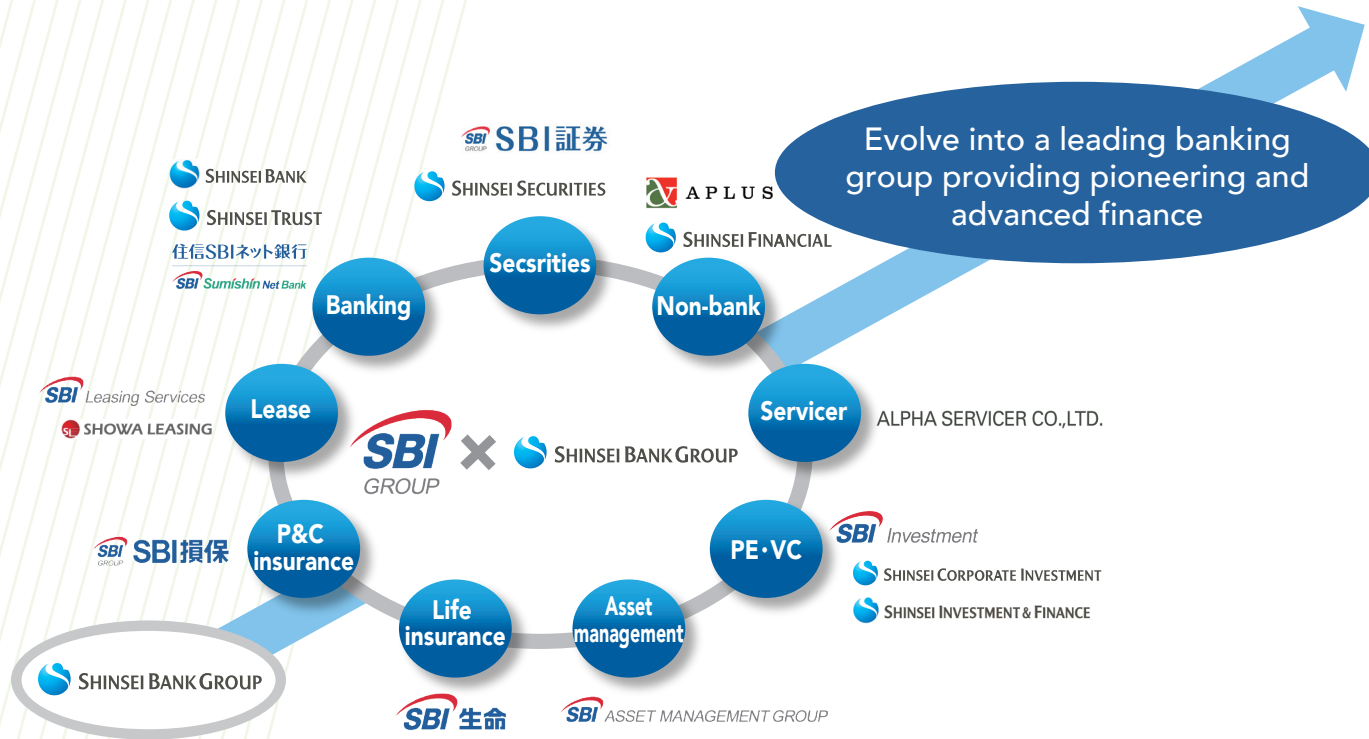 Evolve into a leading banking
group providing pioneering and
advanced finance
SBI GROUP SBI証券
SHINSEI SECURITIES
SHINSEI BANK
SHINSEI TRUST
住信SBIネット銀行
SBI Sumishin Net Bank
APLUS
SHINSEI FINANCIAL
Secsrities
Banking
Non-bank
SBI Leasing Services
SHOWA LEASING
Lease
Servicer
ALPHA SERVICER CO.,LTD.
SBI
GROUP
SHINSEI BANK GROUP
SBI GROUP SBI損保
P&C
insurance
PE・VC
SBI Investment
SHINSEI CORPORATE INVESTMENT
SHINSEI INVESTMENT & FINANCE
Life
insurance
Asset
management
SHINSEI BANK GROUP
SBI 生命
SBI ASSET MANAGEMENT GROUP